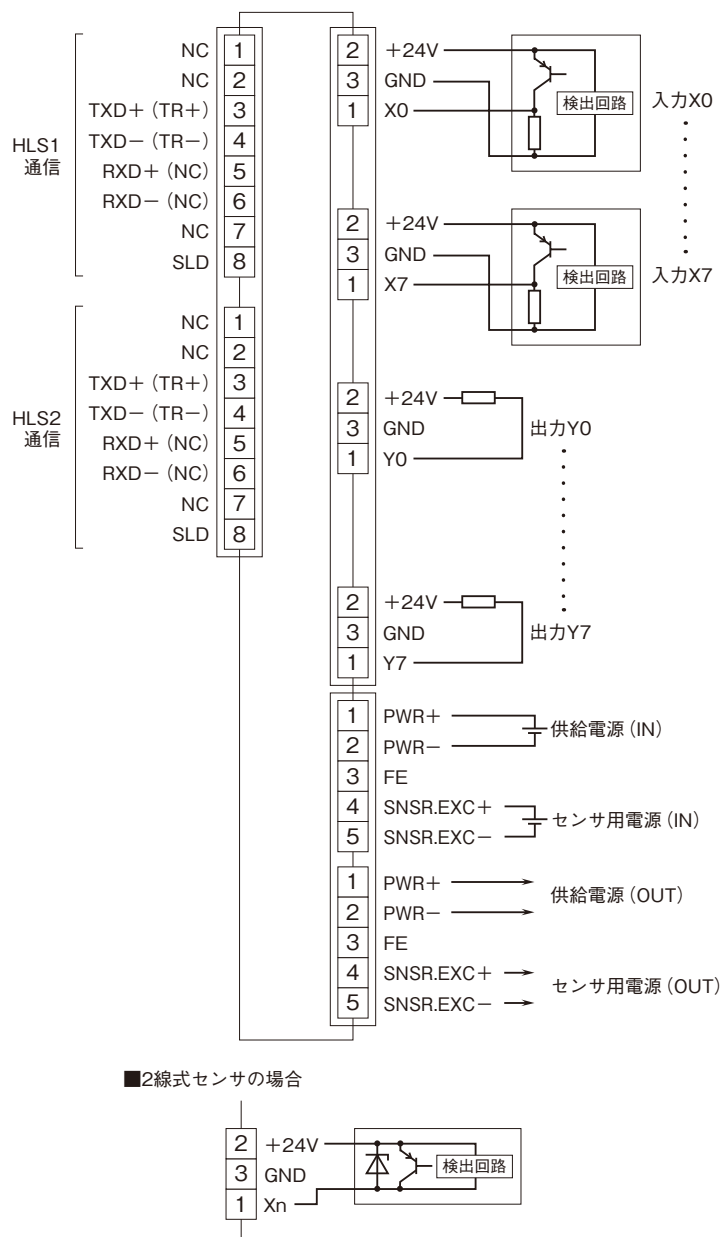 HLS1
通信
NC 1
NC 2
TXD+ (TR+) 3
TXD− (TR−) 4
RXD+ (NC) 5
RXD− (NC) 6
NC 7
SLD 8
HLS2
通信
NC 1
NC 2
TXD+ (TR+) 3
TXD− (TR−) 4
RXD+ (NC) 5
RXD− (NC) 6
NC 7
SLD 8
2 +24V
3 GND
1 X0
検出回路
入力X0
2 +24V
3 GND
1 X7
検出回路
入力X7
2 +24V
3 GND
1 Y0
出力Y0
2 +24V
3 GND
1 Y7
出力Y7
1 PWR+
2 PWR−
供給電源 (IN)
3 FE
4 SNSR.EXC+
5 SNSR.EXC−
センサ用電源 (IN)
1 PWR+
2 PWR−
供給電源 (OUT)
3 FE
4 SNSR.EXC+
5 SNSR.EXC−
センサ用電源 (OUT)
■2線式センサの場合
2 +24V
3 GND
1 Xn
検出回路